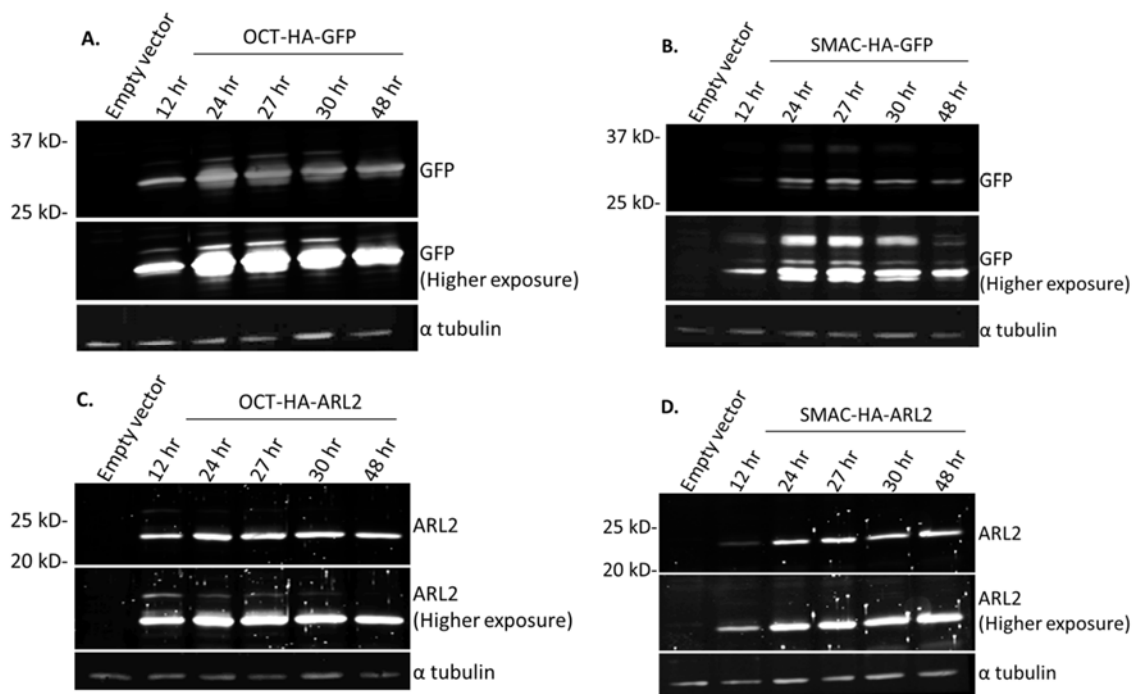 A.
OCT-HA-GFP
Empty vector
12 hr
24 hr
27 hr
30 hr
48 hr
37 kD-
25 kD-
GFP
GFP
(Higher exposure)
α tubulin
B.
SMAC-HA-GFP
Empty vector
12 hr
24 hr
27 hr
30 hr
48 hr
37 kD-
25 kD-
GFP
GFP
(Higher exposure)
α tubulin
C.
OCT-HA-ARL2
Empty vector
12 hr
24 hr
27 hr
30 hr
48 hr
25 kD-
20 kD-
ARL2
ARL2
(Higher exposure)
α tubulin
D.
SMAC-HA-ARL2
Empty vector
12 hr
24 hr
27 hr
30 hr
48 hr
25 kD-
20 kD-
ARL2
ARL2
(Higher exposure)
α tubulin